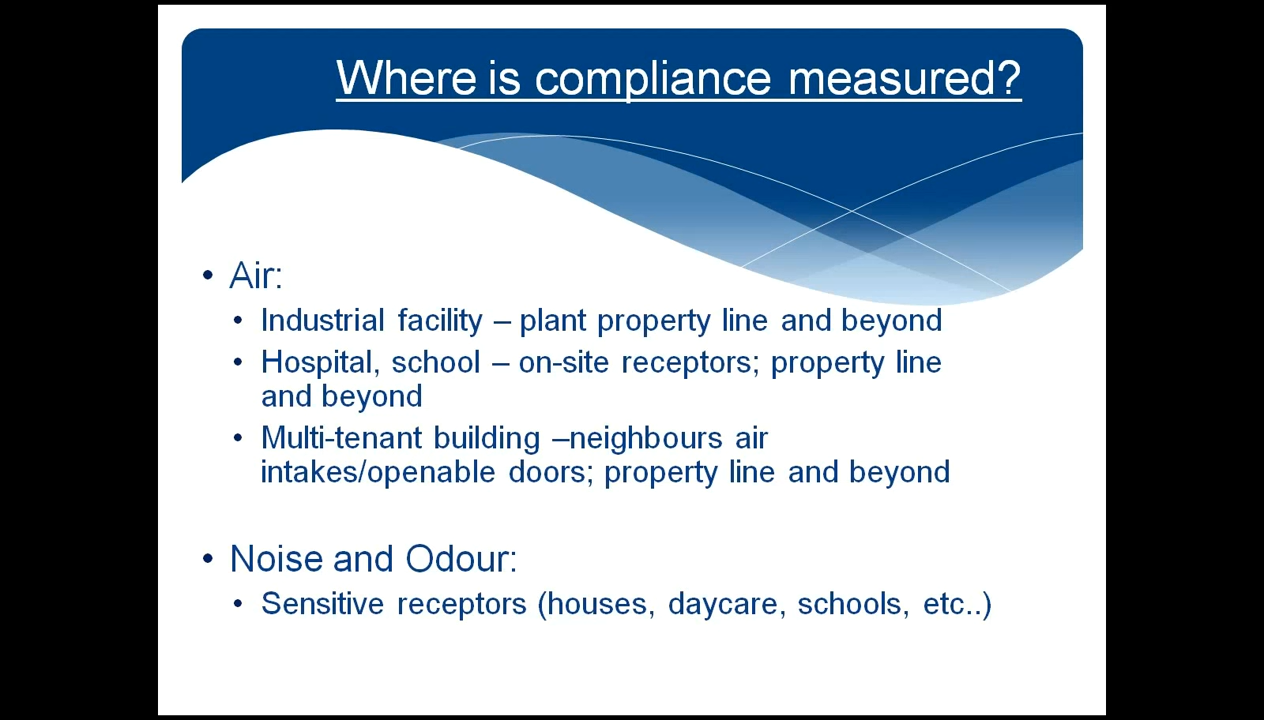 Where is compliance measured?
• Air:
• Industrial facility – plant property line and beyond
• Hospital, school – on-site receptors; property line
and beyond
• Multi-tenant building –neighbours air
intakes/openable doors; property line and beyond
• Noise and Odour:
• Sensitive receptors (houses, daycare, schools, etc..)